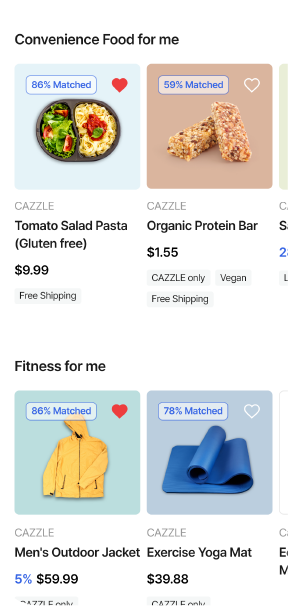 Convenience Food for me
86% Matched
59% Matched
CAZZLE
CAZZLE
Tomato Salad Pasta
(Gluten free)
Organic Protein Bar
$9.99
$1.55
Free Shipping
CAZZLE only
Vegan
Free Shipping
Fitness for me
86% Matched
78% Matched
CAZZLE
CAZZLE
Men's Outdoor Jacket
Exercise Yoga Mat
5% $59.99
$39.88
CAZZLE only
CAZZLE only